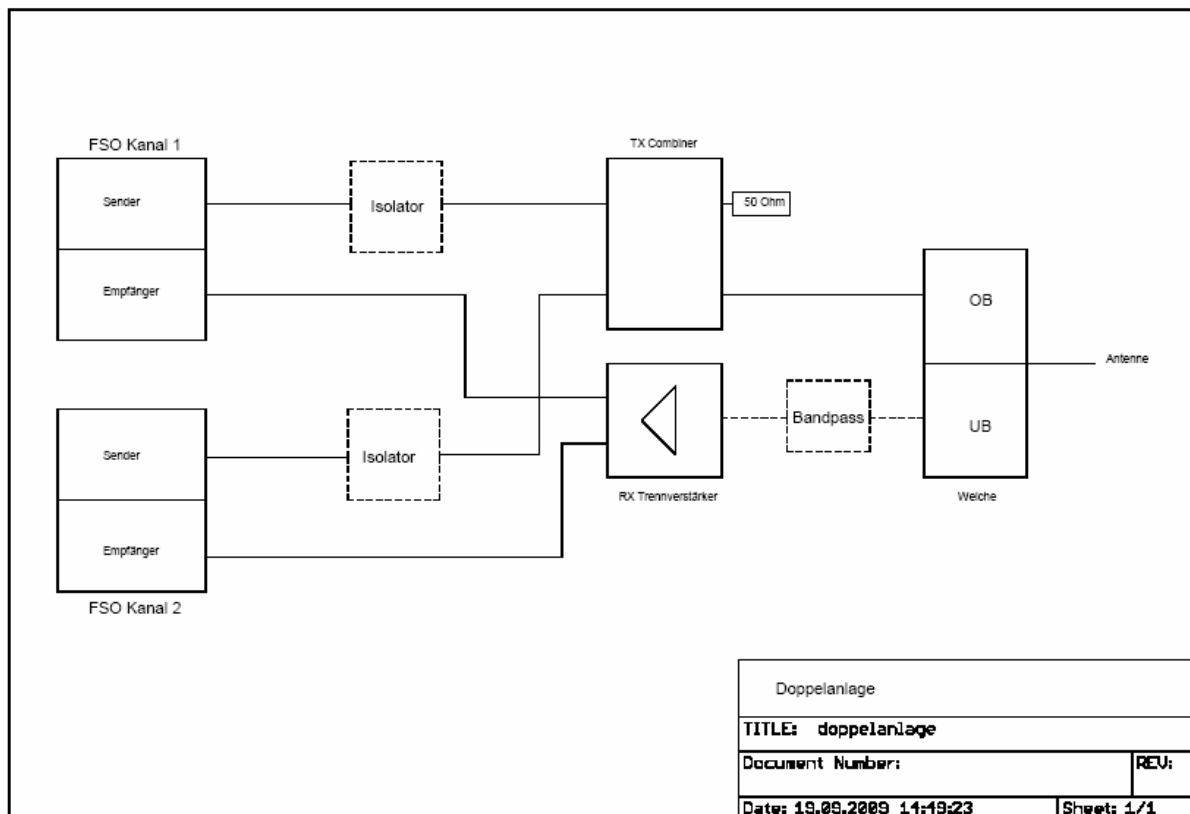 FSO Kanal 1
Sender
Empfänger
Isolator
TX Combiner
50 Ohm
OB
UB
Antenne
Weiche
Bandpass
RX Trennverstärker
Sender
Isolator
Empfänger
FSO Kanal 2
Doppelanlage
TITLE: doppelanlage
Document Number:
REV:
Date: 19.09.2009 14:49:23
Sheet: 1/1